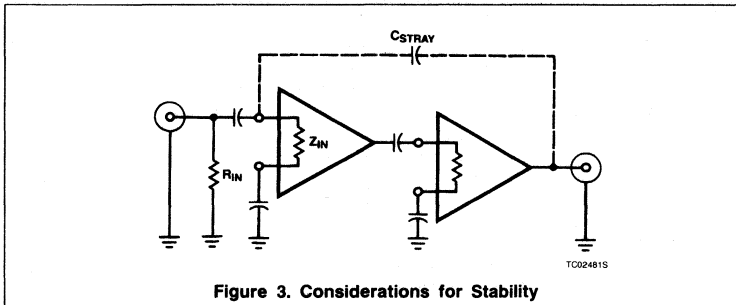 CSTRAY
ZIN
RIN
TC02481S
Figure 3. Considerations for Stability